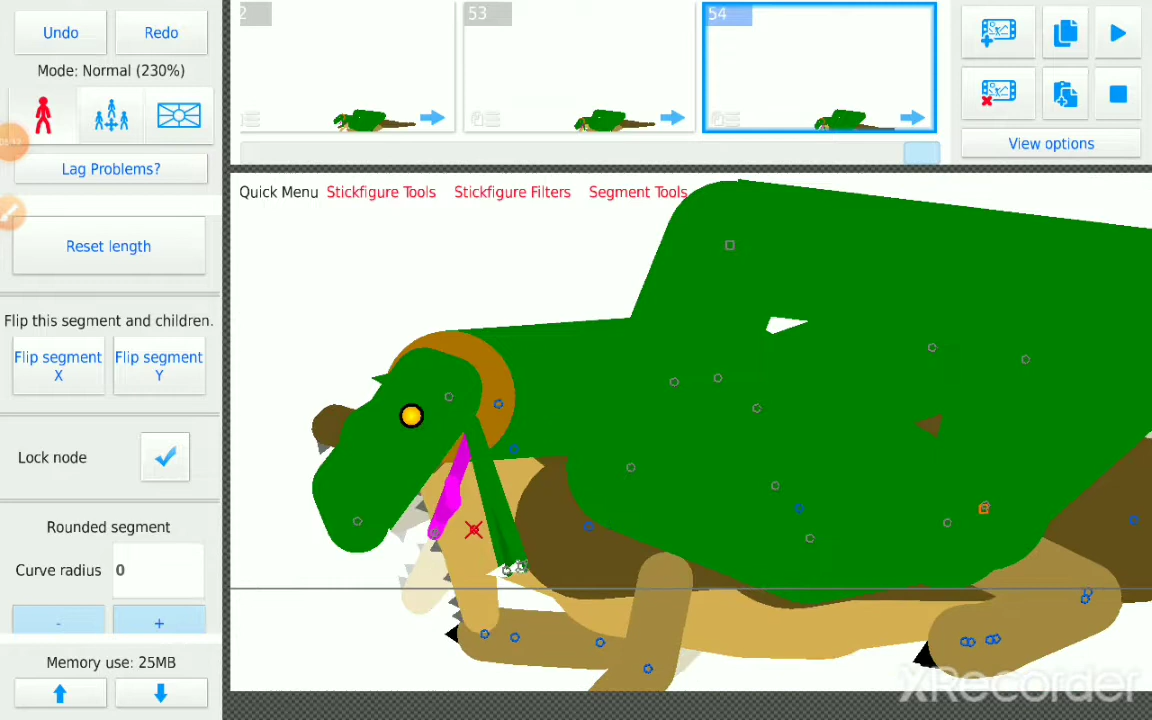 Undo
Redo
Mode: Normal (230%)
Lag Problems?
Reset length
Flip this segment and children.
Flip segment X
Flip segment Y
Lock node
Rounded segment
Curve radius 0
-
+
Memory use: 25MB
2
53
54
View options
Quick Menu Stickfigure Tools Stickfigure Filters Segment Tools
XRecorder